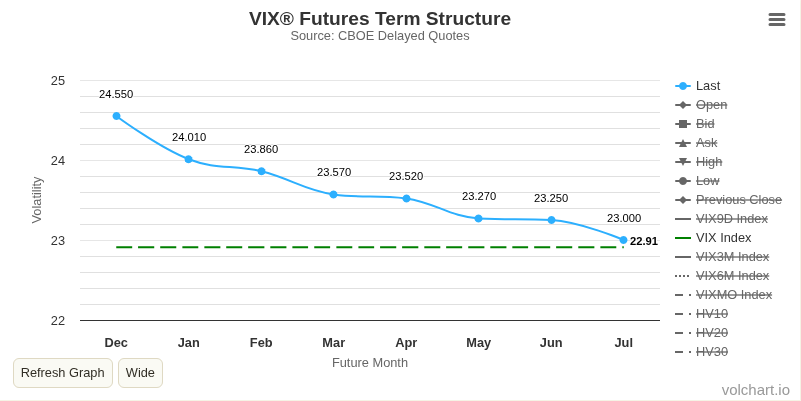 VIX® Futures Term Structure
Source: CBOE Delayed Quotes
25
24
23
22
Volatility
24.550
24.010
23.860
23.570
23.520
23.270
23.250
23.000
22.91
Dec Jan Feb Mar Apr May Jun Jul
Future Month
Last
Open
Bid
Ask
High
Low
Previous Close
VIX9D Index
VIX Index
VIX3M Index
VIX6M Index
VIXMO Index
HV10
HV20
HV30
Refresh Graph Wide
volchart.io